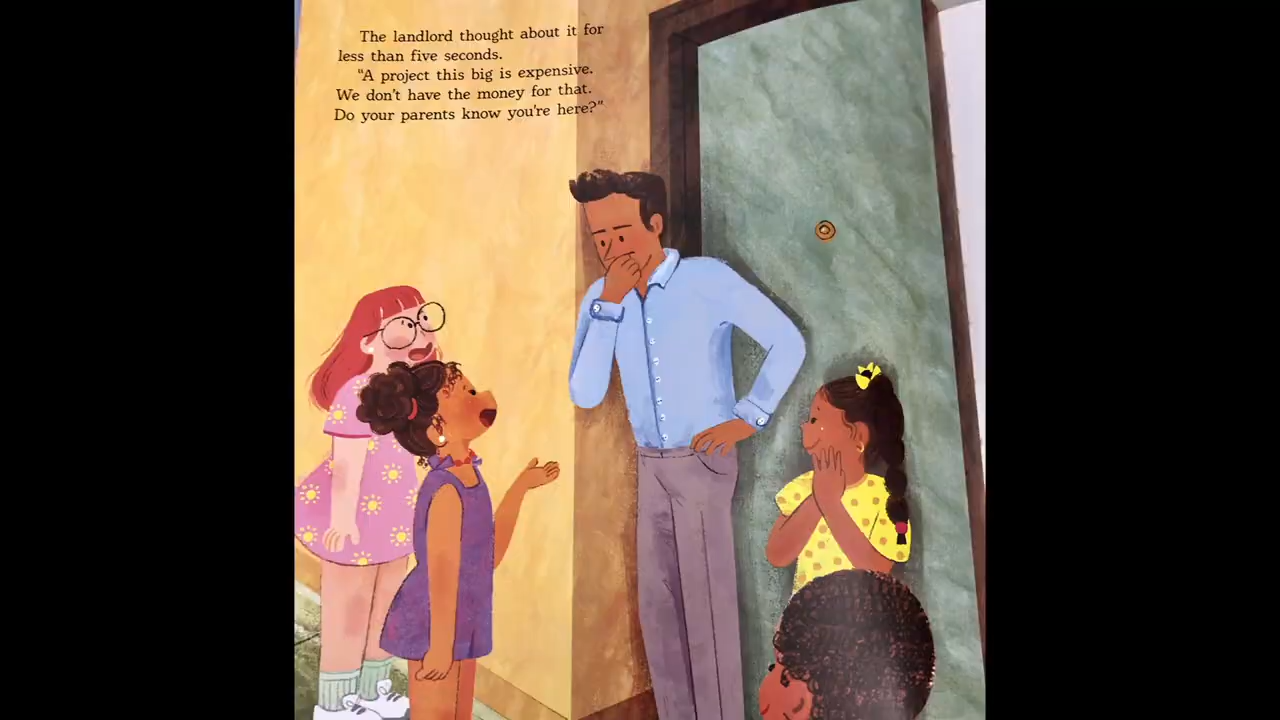 The landlord thought about it for
less than five seconds.
"A project this big is expensive.
We don't have the money for that.
Do your parents know you're here?"